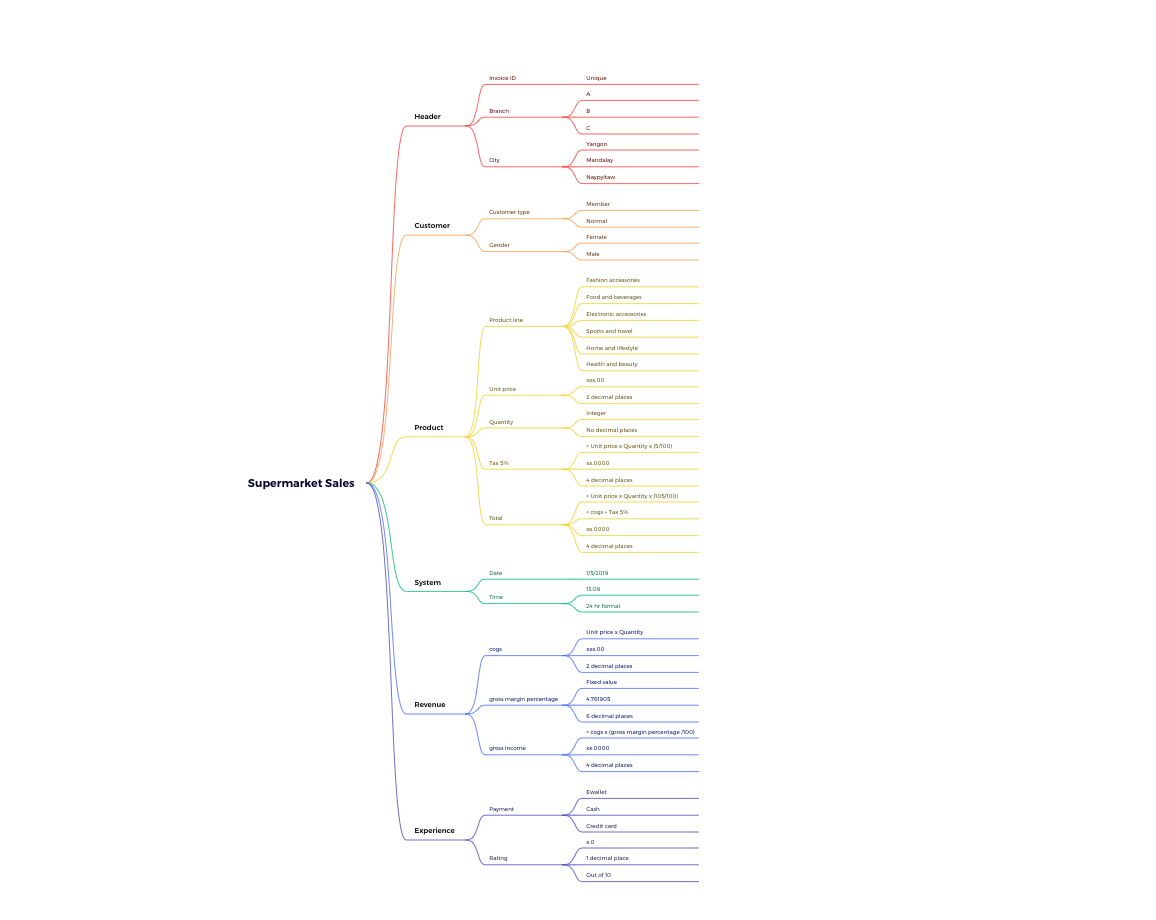 Supermarket Sales
Header
Invoice ID
Unique
Branch
A
B
C
City
Yangon
Mandalay
Naypyitaw
Customer
Customer type
Member
Normal
Gender
Female
Male
Product
Product line
Fashion accessories
Food and beverages
Electronic accessories
Sports and travel
Home and lifestyle
Health and beauty
Unit price
xxx.00
2 decimal places
Quantity
Integer
No decimal places
Tax 5%
= Unit price x Quantity x (5/100)
xx.0000
4 decimal places
Total
= Unit price x Quantity x (105/100)
= cogs + Tax 5%
xx.0000
4 decimal places
System
Date
1/5/2019
Time
13:08
24 hr format
Revenue
cogs
Unit price x Quantity
xxx.00
2 decimal places
gross margin percentage
Fixed value
4.761905
6 decimal places
gross income
= cogs x (gross margin percentage /100)
xx.0000
4 decimal places
Experience
Payment
Ewallet
Cash
Credit card
Rating
x.0
1 decimal place
Out of 10